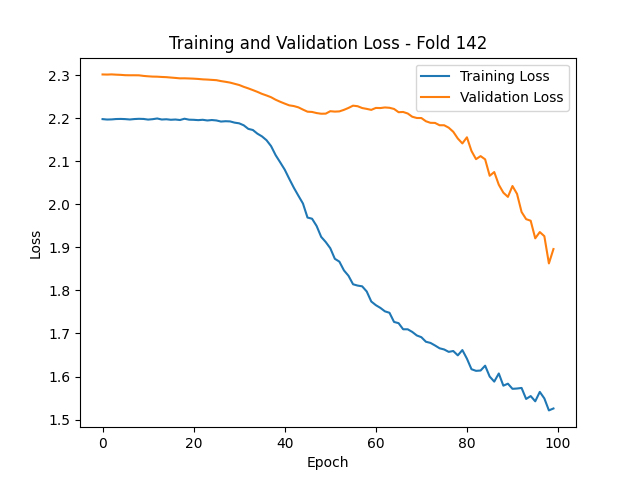 Training and Validation Loss - Fold 142
Training Loss
Validation Loss
2.3
2.2
2.1
2.0
1.9
1.8
1.7
1.6
1.5
Loss
0 20 40 60 80 100
Epoch